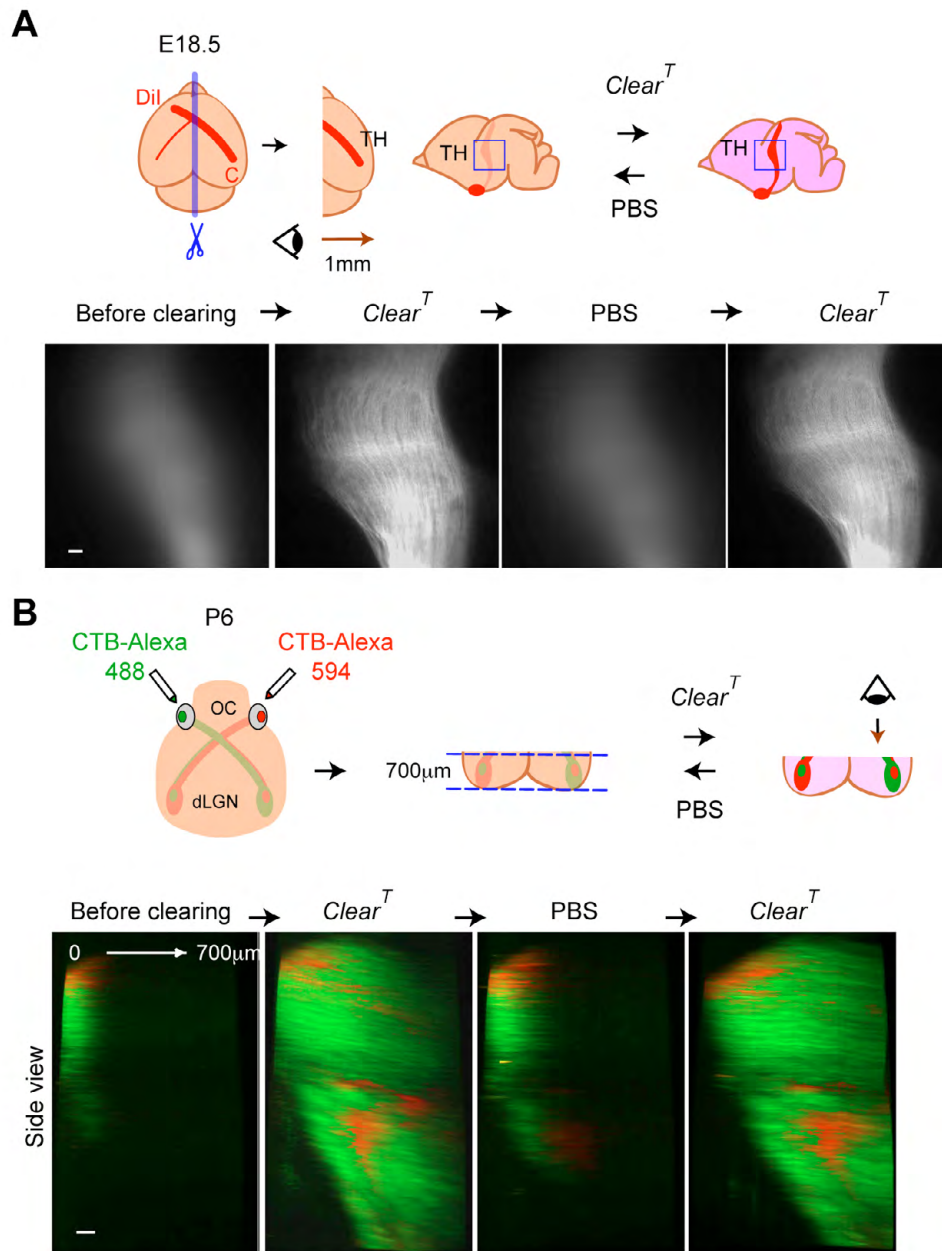 A
E18.5
DiI
C
TH
1mm
TH
Clear^T
PBS
TH
Before clearing → Clear^T → PBS → Clear^T
B
P6
CTB-Alexa 488
CTB-Alexa 594
OC
dLGN
700µm
Clear^T
PBS
Before clearing → Clear^T → PBS → Clear^T
0 → 700µm
Side view